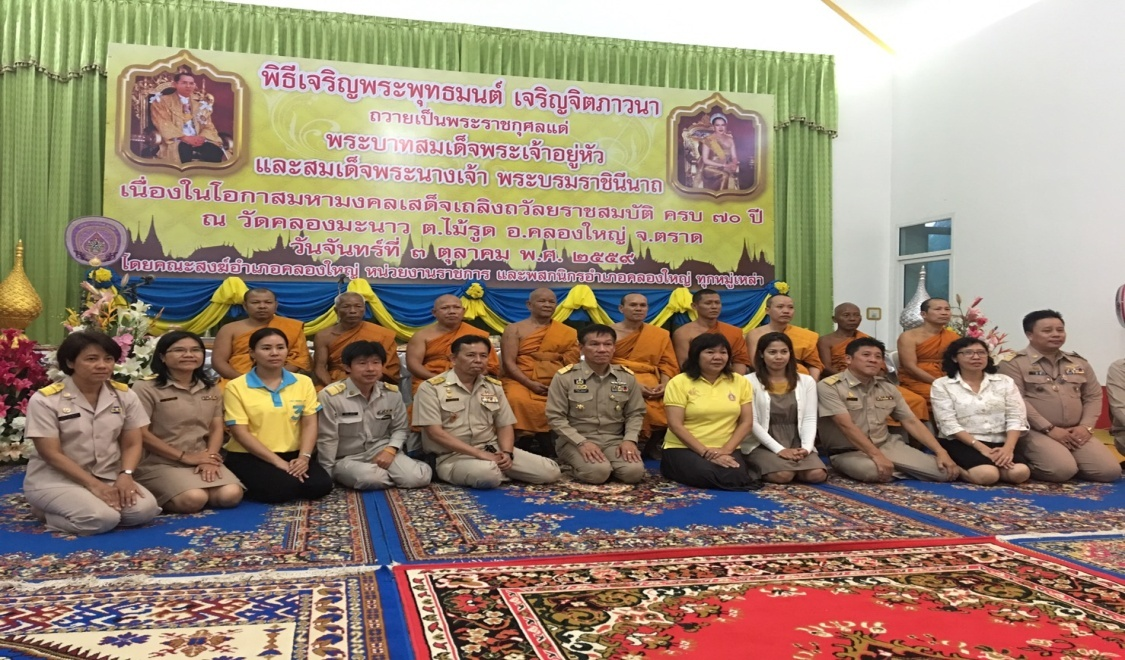 พิธีเจริญพระพุทธมนต์ เจริญจิตภาวนา
ถวายเป็นพระราชกุศลแด่
พระบาทสมเด็จพระเจ้าอยู่หัว
และสมเด็จพระนางเจ้า พระบรมราชินีนาถ
เนื่องในโอกาสมหามงคลเสด็จเถลิงถวัลยราชสมบัติ ครบ ๗๐ ปี
ณ วัดคลองมะนาว ต.ไม้รูด อ.คลองใหญ่ จ.ตราด
วันจันทร์ที่ ๓ ตุลาคม พ.ศ. ๒๕๕๙
โดยคณะสงฆ์อำเภอคลองใหญ่ หน่วยงานราชการ และพสกนิกรอำเภอคลองใหญ่ ทุกหมู่เหล่า